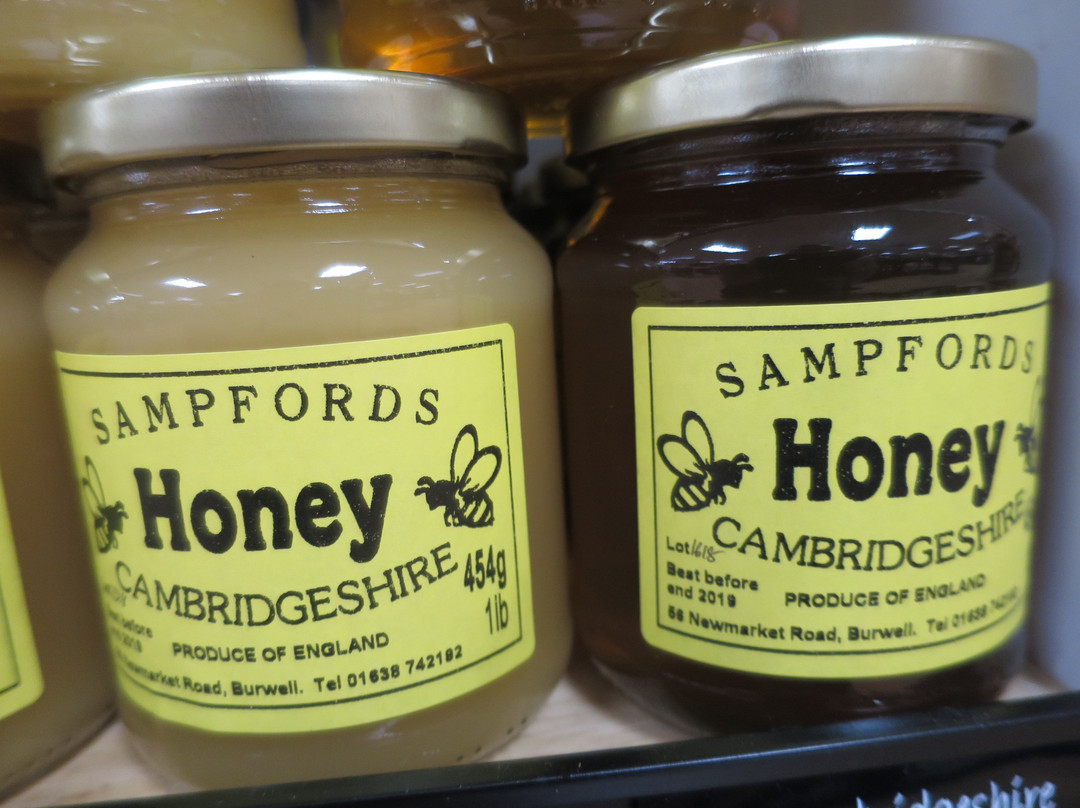 SAMPFORDS
Honey
CAMBRIDGESHIRE
454g
1lb
PRODUCE OF ENGLAND
Road, Burwell. Tel 01638 742192
SAMPFORDS
Honey
CAMBRIDGESHIRE
Lot 1618
Best before
end 2019
PRODUCE OF ENGLAND
56 Newmarket Road, Burwell. Tel 01638